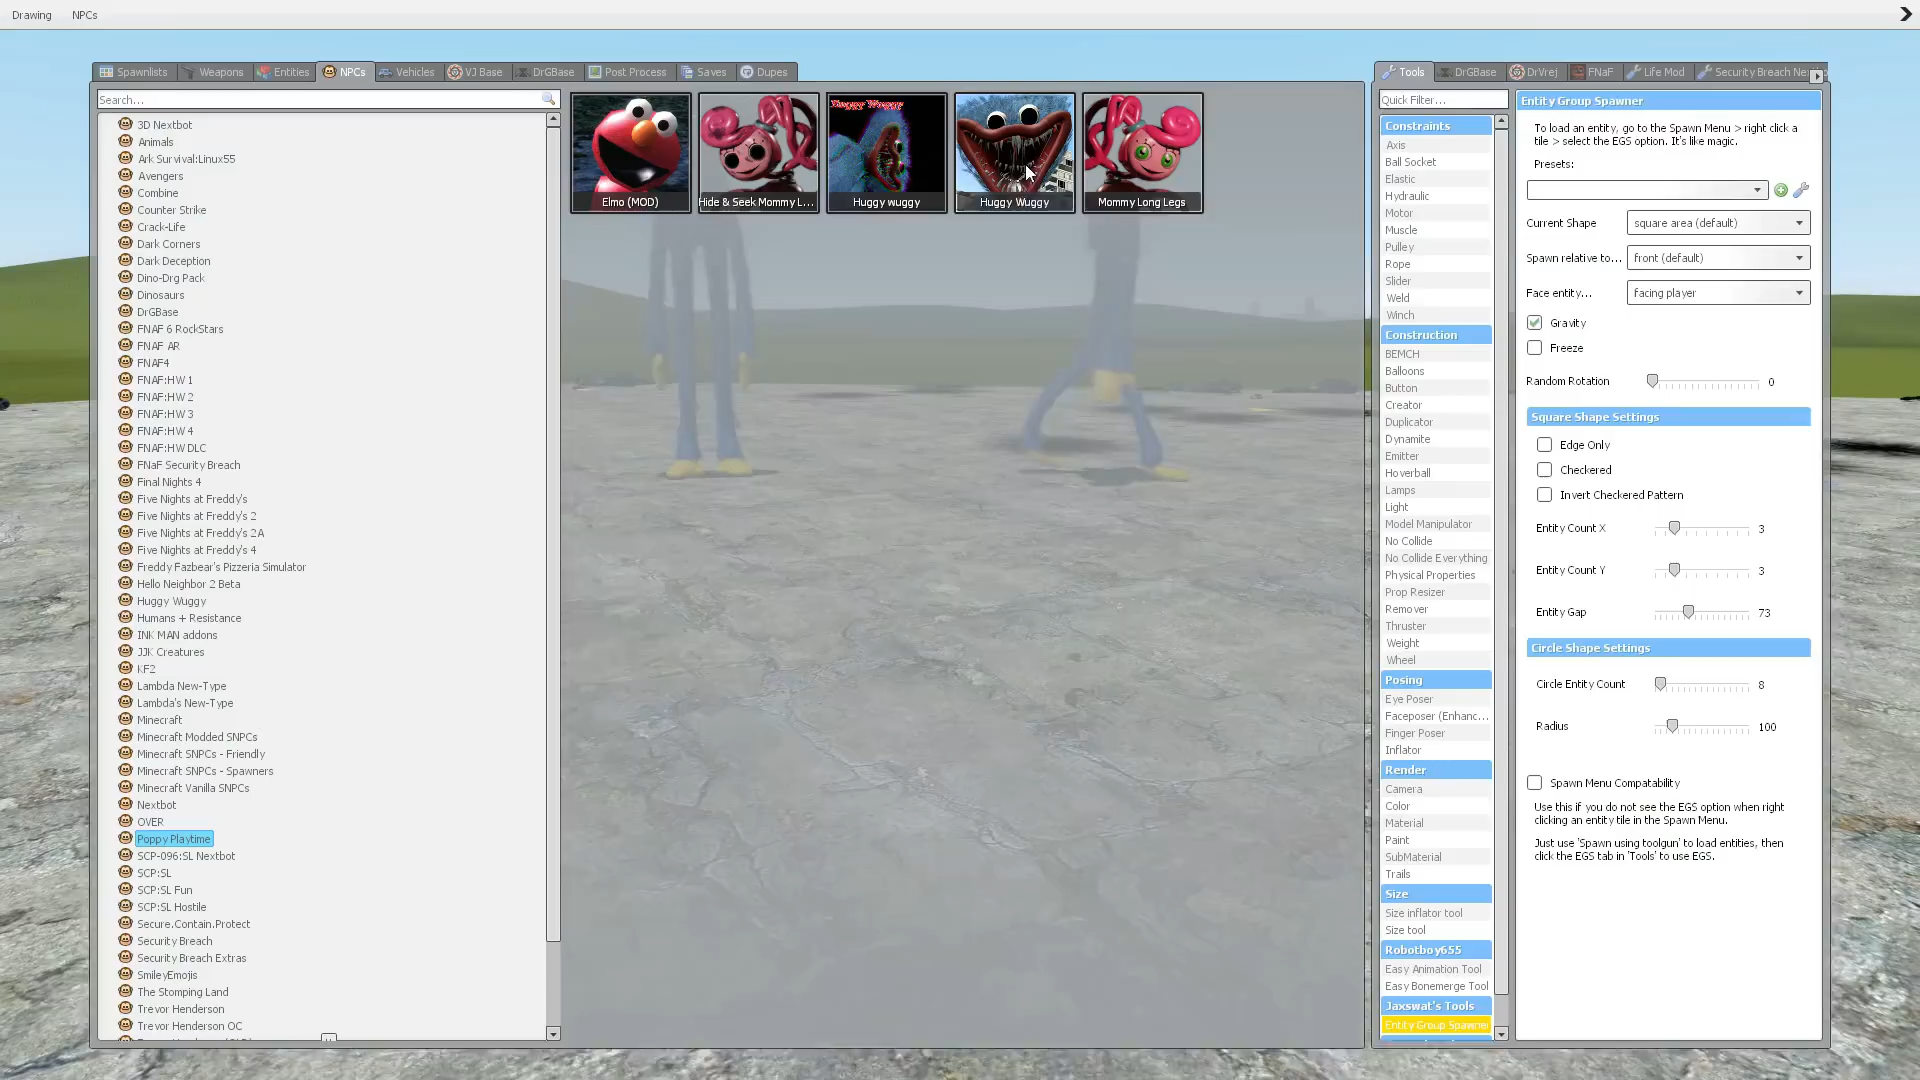 Drawing NPCs
Spawnlists Weapons Entities NPCs Vehicles VJ Base DrGBase Post Process Saves Dupes
Search...
3D Nextbot
Animals
Ark Survival:Linux55
Avengers
Combine
Counter Strike
Crack-Life
Dark Corners
Dark Deception
Dino-Drg Pack
Dinosaurs
DrGBase
FNAF 6 RockStars
FNAF AR
FNAF4
FNAF:HW 1
FNAF:HW 2
FNAF:HW 3
FNAF:HW 4
FNAF:HW DLC
FNaF Security Breach
Final Nights 4
Five Nights at Freddy's
Five Nights at Freddy's 2
Five Nights at Freddy's 2A
Five Nights at Freddy's 4
Freddy Fazbear's Pizzeria Simulator
Hello Neighbor 2 Beta
Huggy Wuggy
Humans + Resistance
INK MAN addons
JJK Creatures
KF2
Lambda New-Type
Lambda's New-Type
Minecraft
Minecraft Modded SNPCs
Minecraft SNPCs - Friendly
Minecraft SNPCs - Spawners
Minecraft Vanilla SNPCs
Nextbot
OVER
Poppy Playtime
SCP-096:SL Nextbot
SCP:SL
SCP:SL Fun
SCP:SL Hostile
Secure.Contain.Protect
Security Breach
Security Breach Extras
SmileyEmojis
The Stomping Land
Trevor Henderson
Trevor Henderson OC
Huggy Wuggy
Elmo (MOD) Hide & Seek Mommy L... Huggy wuggy Huggy Wuggy Mommy Long Legs
Tools DrGBase DrVrej FNaF Life Mod Security Breach
Quick Filter...
Constraints
Axis
Ball Socket
Elastic
Hydraulic
Motor
Muscle
Pulley
Rope
Slider
Weld
Winch
Construction
BEMCH
Balloons
Button
Creator
Duplicator
Dynamite
Emitter
Hoverball
Lamps
Light
Model Manipulator
No Collide
No Collide Everything
Physical Properties
Prop Resizer
Remover
Thruster
Weight
Wheel
Posing
Eye Poser
Faceposer (Enhanc...
Finger Poser
Inflator
Render
Camera
Color
Material
Paint
SubMaterial
Trails
Size
Size inflator tool
Size tool
Robotboy655
Easy Animation Tool
Easy Bonemerge Tool
Jaxswat's Tools
Entity Group Spawner
Entity Group Spawner
To load an entity, go to the Spawn Menu > right click a
tile > select the EGS option. It's like magic.
Presets:
Current Shape square area (default)
Spawn relative to... front (default)
Face entity... facing player
Gravity
Freeze
Random Rotation 0
Square Shape Settings
Edge Only
Checkered
Invert Checkered Pattern
Entity Count X 3
Entity Count Y 3
Entity Gap 73
Circle Shape Settings
Circle Entity Count 8
Radius 100
Spawn Menu Compatability
Use this if you do not see the EGS option when right
clicking an entity tile in the Spawn Menu.
Just use 'Spawn using toolgun' to load entities, then
click the EGS tab in 'Tools' to use EGS.